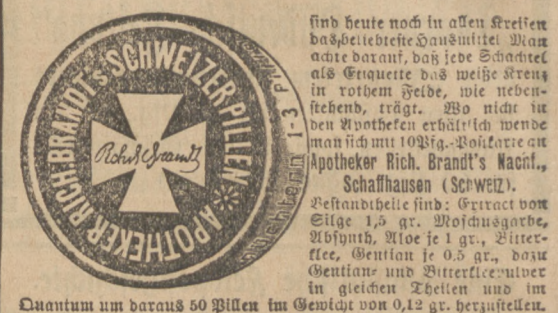 APOTHEKER RICH. BRANDT's SCHWEIZERPILLEN
Rchd. Brandt
1-3
sind heute noch in allen Kreisen
das beliebteste Hausmittel Man
achte darauf, daß jede Schachtel
als Etiquette das weiße Kreuz
in rothem Felde, wie neben-
stehend, trägt. Wo nicht in
den Apotheken erhältlich wende
man sich mit 10Pfg.-Postkarte an
Apotheker Rich. Brandt's Nachf.,
Schaffhausen (Schweiz).
Bestandtheile sind: Extract von
Silge 1,5 gr. Moschusgarbe,
Absynth, Aloe je 1 gr., Bitter-
klee, Gentian je 0,5 gr., dazu
Gentian- und Bitterkleepulver
in gleichen Theilen und im
Quantum um daraus 50 Pillen im Gewicht von 0,12 gr. herzustellen.